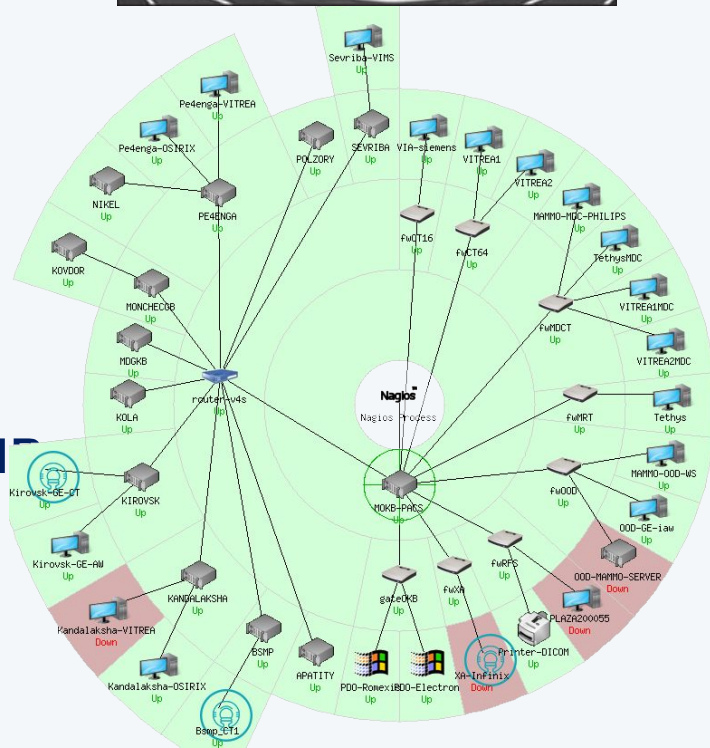 Sevriba-VIMS
Up
Pe4enga-VITREA
Up
Pe4enga-OSIRIX
Up
POLZORY
Up
SEVRIBA
Up
VIA-siemens
Up
VITREA1
Up
VITREA2
Up
NIKEL
Up
PE4ENGA
Up
MAMMO-MDC-PHILIPS
Up
fwCT16
Up
fwCT64
Up
TethysMDC
Up
KOVDOR
Up
MONCHEGOB
Up
VITREA1MDC
Up
fwMDCT
Up
MDGKB
Up
VITREA2MDC
Up
router-v4s
Up
Nagios
Nagios Process
KOLA
Up
fwMRT
Up
Tethys
Up
Kirovsk-GE-CT
Up
KIROVSK
Up
MOKB-PACS
Up
fwOOD
Up
MAMMO-OOD-WS
Up
OOD-GE-iaw
Up
Kirovsk-GE-AW
Up
fwRFS
Up
OOD-MAMMO-SERVER
Down
KANDALAKSHA
Up
gateOKB
Up
fwXA
Up
PLAZA200055
Down
Kandalaksha-VITREA
Down
BSMP
Up
Printer-DICOM
Up
Kandalaksha-OSIRIX
Up
APATITY
Up
PDO-Electron
Up
XA-Infinix
Down
Bsmp_CT1
Up